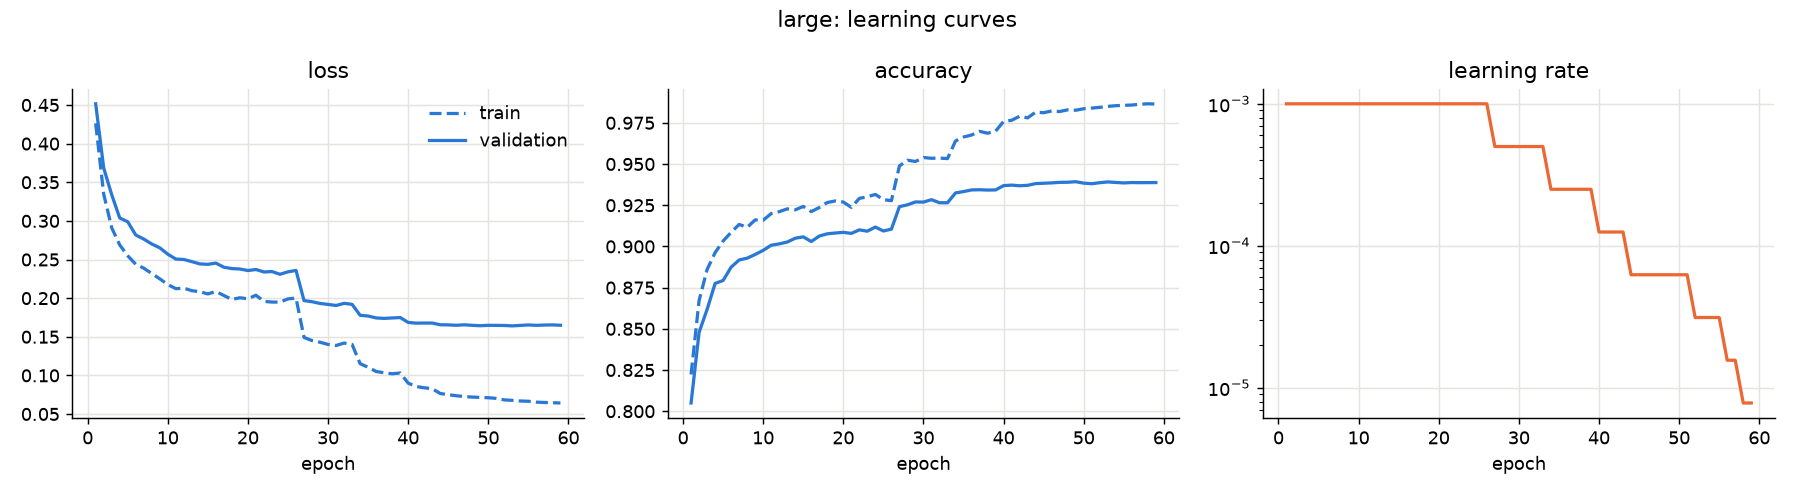 large: learning curves
loss
train
validation
0.45
0.40
0.35
0.30
0.25
0.20
0.15
0.10
0.05
0 10 20 30 40 50 60
epoch
accuracy
0.975
0.950
0.925
0.900
0.875
0.850
0.825
0.800
0 10 20 30 40 50 60
epoch
learning rate
10⁻³
10⁻⁴
10⁻⁵
0 10 20 30 40 50 60
epoch